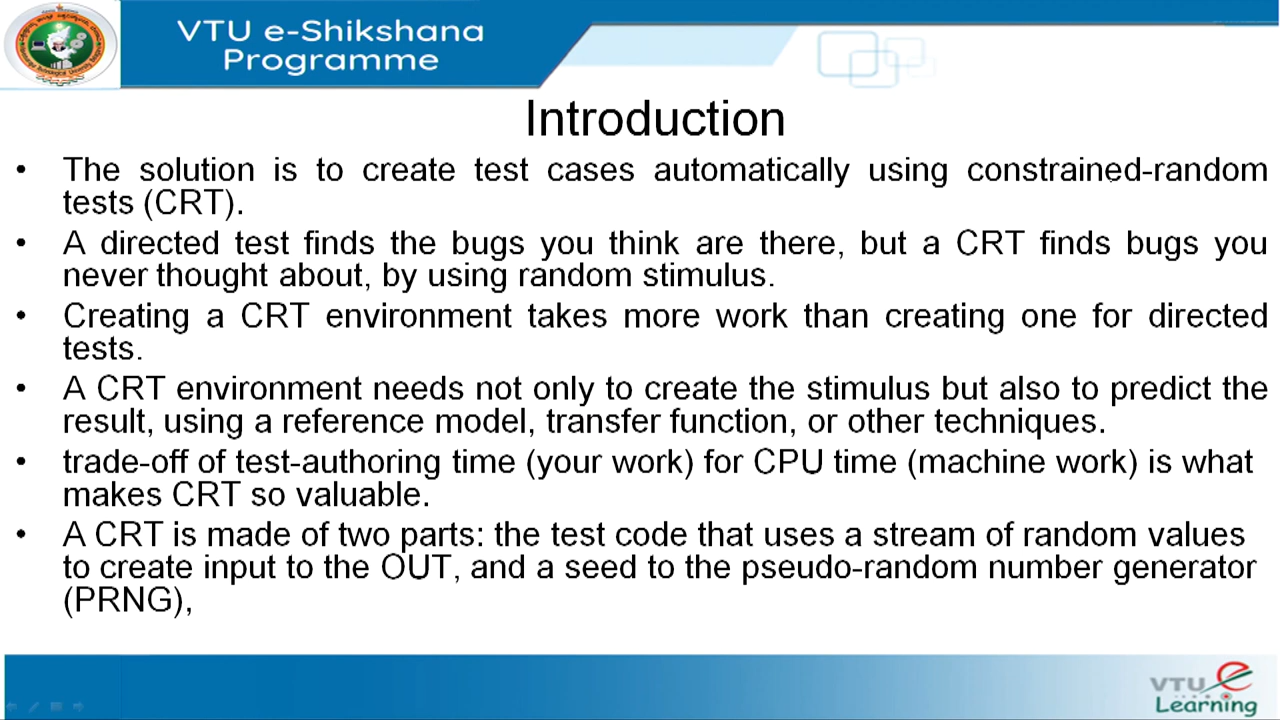 VTU e-Shikshana
Programme
Introduction
• The solution is to create test cases automatically using constrained-random
tests (CRT).
• A directed test finds the bugs you think are there, but a CRT finds bugs you
never thought about, by using random stimulus.
• Creating a CRT environment takes more work than creating one for directed
tests.
• A CRT environment needs not only to create the stimulus but also to predict the
result, using a reference model, transfer function, or other techniques.
• trade-off of test-authoring time (your work) for CPU time (machine work) is what
makes CRT so valuable.
• A CRT is made of two parts: the test code that uses a stream of random values
to create input to the OUT, and a seed to the pseudo-random number generator
(PRNG),
VTU e
Learning